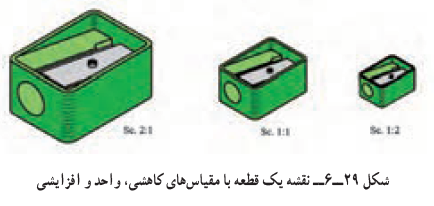 Sc. 2:1
Sc. 1:1
Sc. 1:2
شکل ۲۹ــ۶ــ نقشه یک قطعه با مقیاس‌های کاهشی، واحد و افزایشی